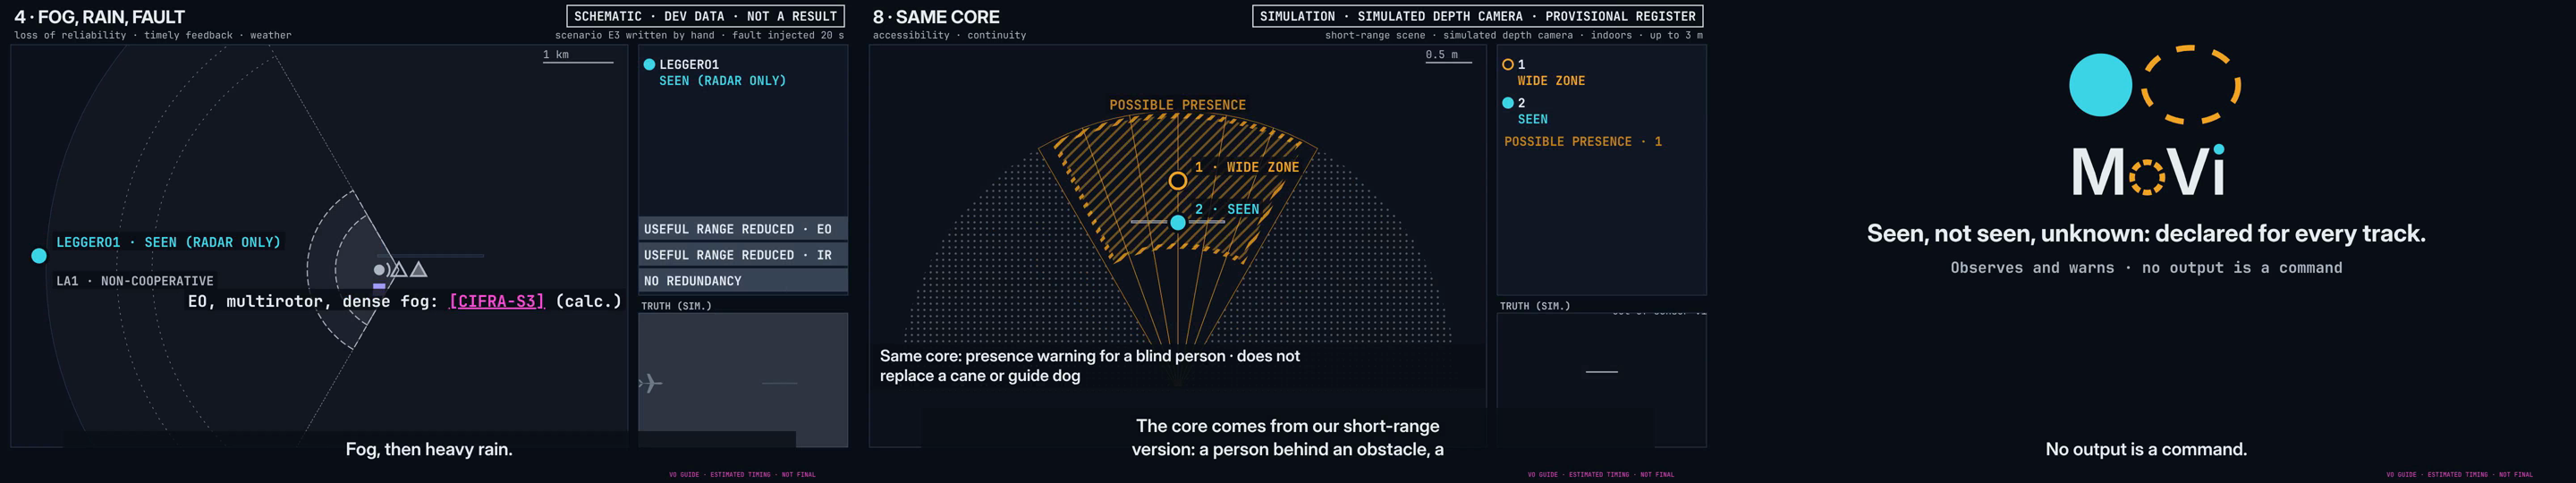 4 · FOG, RAIN, FAULT
SCHEMATIC · DEV DATA · NOT A RESULT
loss of reliability · timely feedback · weather
scenario E3 written by hand · fault injected 20 s
1 km
LEGGERO1
SEEN (RADAR ONLY)
LEGGERO1 · SEEN (RADAR ONLY)
LA1 · NON-COOPERATIVE
EO, multirotor, dense fog: [CIFRA-S3] (calc.)
USEFUL RANGE REDUCED · EO
USEFUL RANGE REDUCED · IR
NO REDUNDANCY
TRUTH (SIM.)
Fog, then heavy rain.
VO GUIDE · ESTIMATED TIMING · NOT FINAL
8 · SAME CORE
SIMULATION · SIMULATED DEPTH CAMERA · PROVISIONAL REGISTER
accessibility · continuity
short-range scene · simulated depth camera · indoors · up to 3 m
0.5 m
POSSIBLE PRESENCE
1 · WIDE ZONE
2 · SEEN
1
WIDE ZONE
2
SEEN
POSSIBLE PRESENCE · 1
TRUTH (SIM.)
Same core: presence warning for a blind person · does not
replace a cane or guide dog
The core comes from our short-range
version: a person behind an obstacle, a
VO GUIDE · ESTIMATED TIMING · NOT FINAL
MoVi
Seen, not seen, unknown: declared for every track.
Observes and warns · no output is a command
No output is a command.
VO GUIDE · ESTIMATED TIMING · NOT FINAL